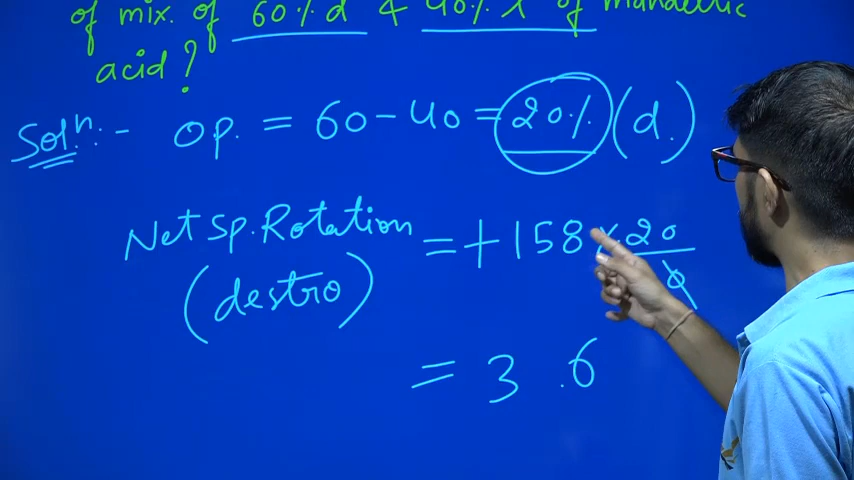 of mix. of 60% d & 40% l of mandelic
acid?
Solⁿ:- OP. = 60 - 40 = 20% (d.)
Net sp. Rotation = +158 × 20
(destro)
= 3 .6